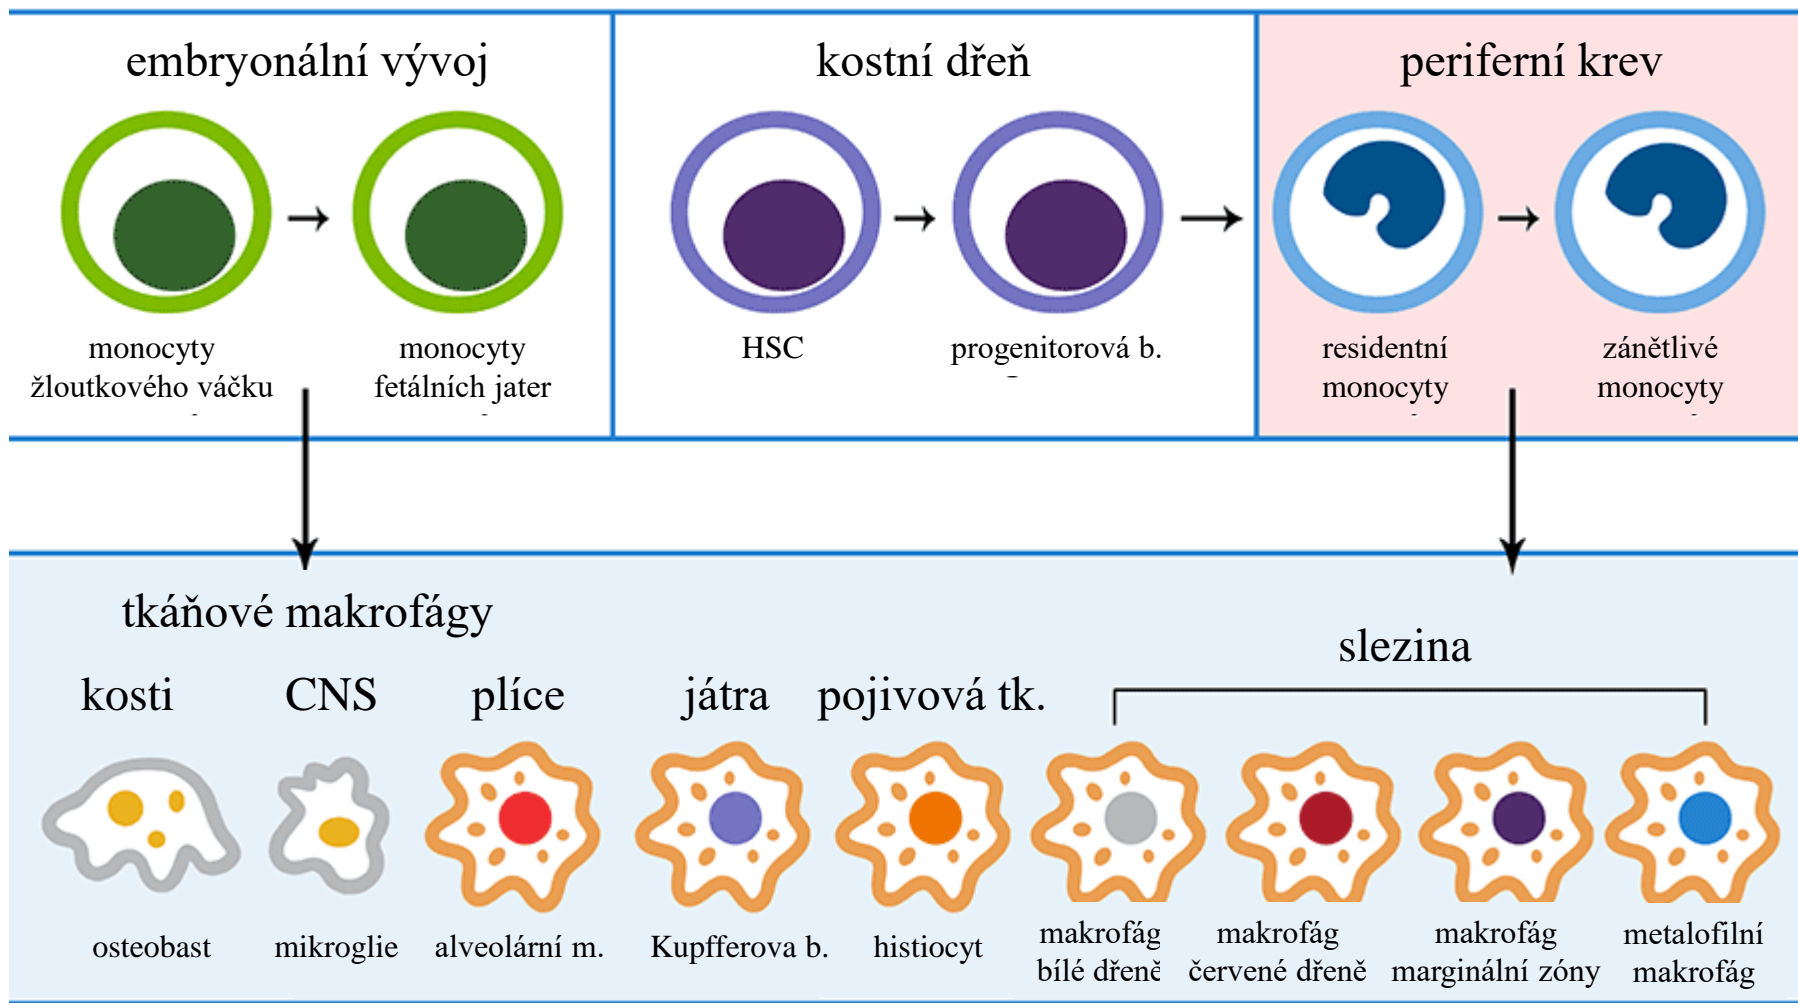 embryonální vývoj
kostní dřeň
periferní krev
monocyty
žloutkového váčku
monocyty
fetálních jater
HSC
progenitorová b.
residentní
monocyty
zánětlivé
monocyty
tkáňové makrofágy
slezina
kosti
CNS
plíce
játra
pojivová tk.
osteobast
mikroglie
alveolární m.
Kupfferova b.
histiocyt
makrofág
bílé dřeně
makrofág
červené dřeně
makrofág
marginální zóny
metalofilní
makrofág